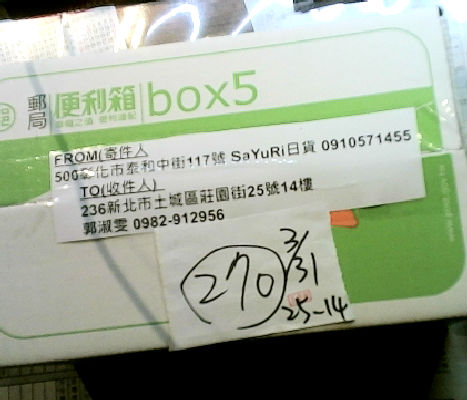 郵局 便利箱 box5
FROM(寄件人
500彰化市泰和中街117號 SaYuRi日貨 0910571455
TO(收件人)
236新北市土城區莊園街25號14樓
郭淑雯 0982-912956
270
3/31
25-14